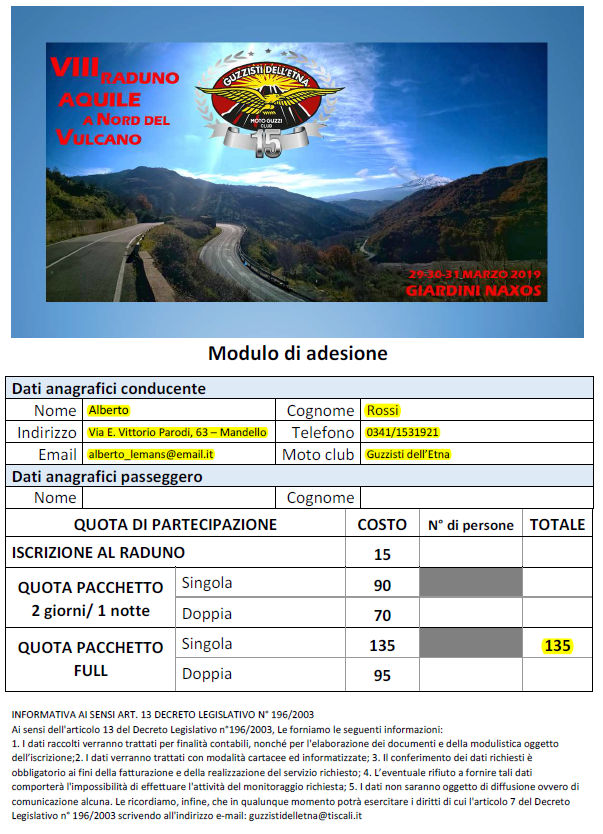 VIII RADUNO
AQUILE
A NORD DEL
VULCANO
GUZZISTI DELL'ETNA
MOTO GUZZI
CLUB
15
29-30-31 MARZO 2019
GIARDINI NAXOS
Modulo di adesione
Dati anagrafici conducente
Nome Alberto Cognome Rossi
Indirizzo Via E. Vittorio Parodi, 63 – Mandello Telefono 0341/1531921
Email alberto_lemans@email.it Moto club Guzzisti dell'Etna
Dati anagrafici passeggero
Nome Cognome
QUOTA DI PARTECIPAZIONE COSTO N° di persone TOTALE
ISCRIZIONE AL RADUNO 15
QUOTA PACCHETTO
2 giorni/ 1 notte
Singola 90
Doppia 70
QUOTA PACCHETTO
FULL
Singola 135 135
Doppia 95
INFORMATIVA AI SENSI ART. 13 DECRETO LEGISLATIVO N° 196/2003
Ai sensi dell'articolo 13 del Decreto Legislativo n°196/2003, Le forniamo le seguenti informazioni:
1. I dati raccolti verranno trattati per finalità contabili, nonché per l'elaborazione dei documenti e della modulistica oggetto
dell'iscrizione;2. I dati verranno trattati con modalità cartacee ed informatizzate; 3. Il conferimento dei dati richiesti è
obbligatorio ai fini della fatturazione e della realizzazione del servizio richiesto; 4. L'eventuale rifiuto a fornire tali dati
comporterà l'impossibilità di effettuare l'attività del monitoraggio richiesta; 5. I dati non saranno oggetto di diffusione ovvero di
comunicazione alcuna. Le ricordiamo, infine, che in qualunque momento potrà esercitare i diritti di cui l'articolo 7 del Decreto
Legislativo n° 196/2003 scrivendo all'indirizzo e-mail: guzzistidelletna@tiscali.it